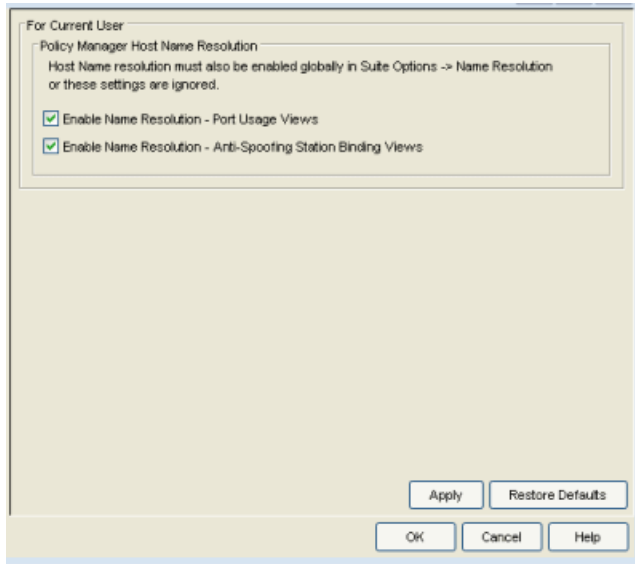 For Current User
Policy Manager Host Name Resolution
Host Name resolution must also be enabled globally in Suite Options -> Name Resolution
or these settings are ignored.
Enable Name Resolution - Port Usage Views
Enable Name Resolution - Anti-Spoofing Station Binding Views
Apply
Restore Defaults
OK
Cancel
Help